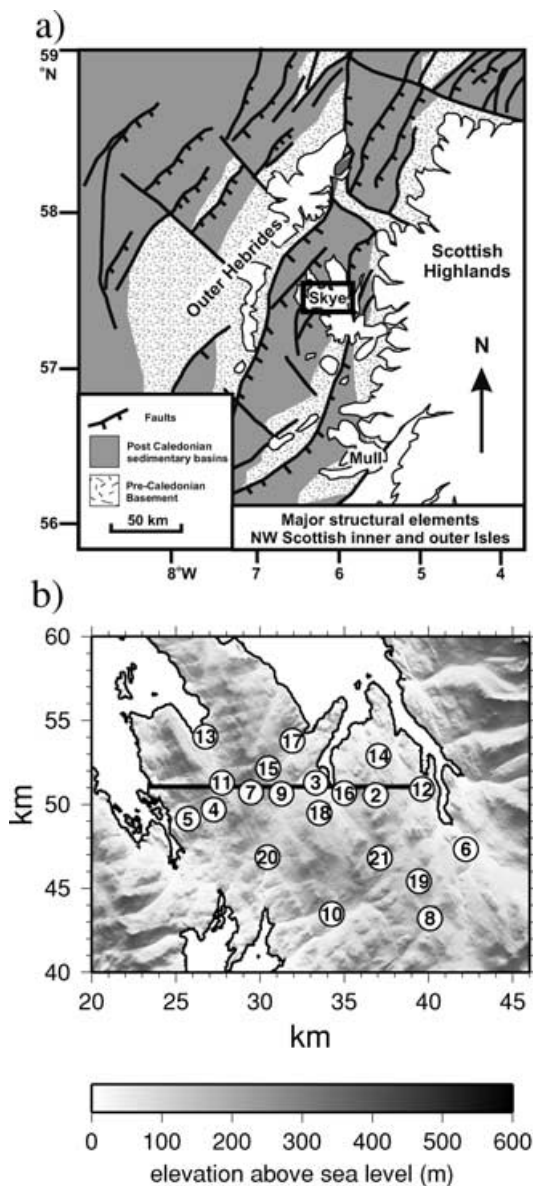 a)
59
°N
58
57
56
Outer Hebrides
Scottish
Highlands
Skye
N
Mull
Faults
Post Caledonian
sedimentary basins
Pre-Caledonian
Basement
50 km
Major structural elements
NW Scottish inner and outer Isles
8°W 7 6 5 4
b)
60
55
50
45
40
km
13
17
14
15
11
7
9
3
16
2
12
5
4
18
6
20
21
19
10
8
20 25 30 35 40 45
km
0 100 200 300 400 500 600
elevation above sea level (m)